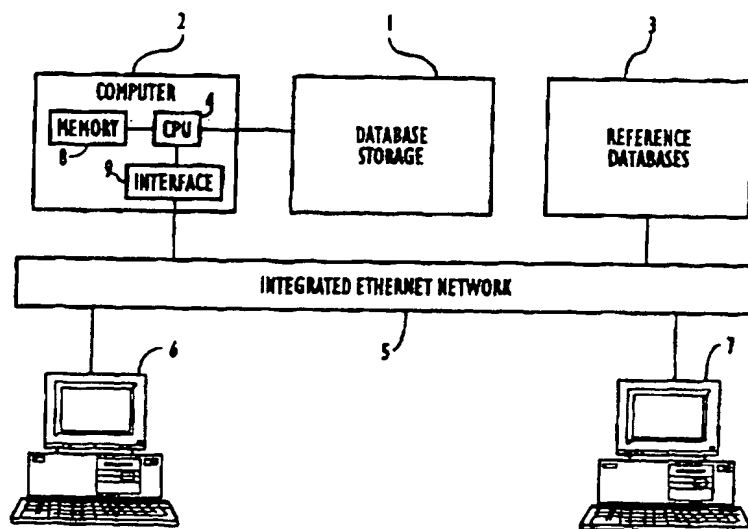 2
1
3
COMPUTER
MEMORY
CPU
4
8
9
INTERFACE
DATABASE
STORAGE
REFERENCE
DATABASES
INTEGRATED ETHERNET NETWORK
6
5
7